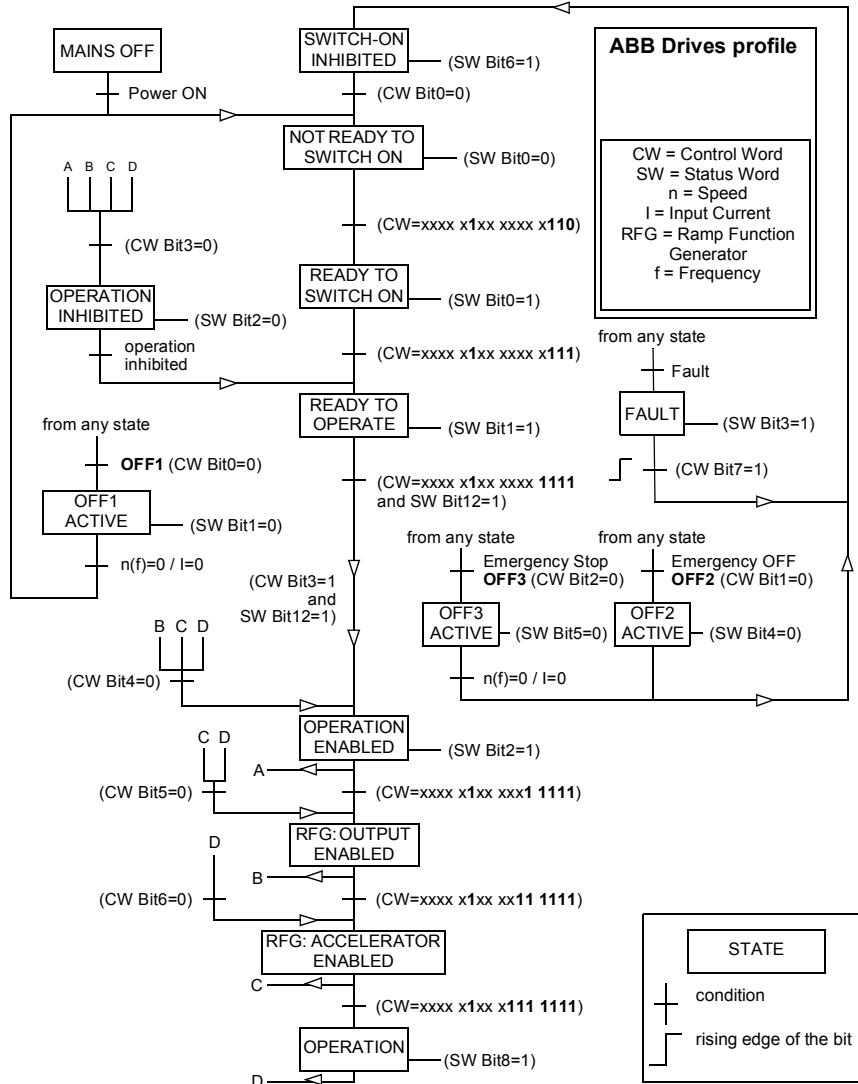 MAINS OFF
Power ON
SWITCH-ON
INHIBITED
(SW Bit6=1)
(CW Bit0=0)
NOT READY TO
SWITCH ON
(SW Bit0=0)
A B C D
(CW Bit3=0)
OPERATION
INHIBITED
(SW Bit2=0)
operation
inhibited
(CW=xxxx x1xx xxxx x110)
READY TO
SWITCH ON
(SW Bit0=1)
(CW=xxxx x1xx xxxx x111)
READY TO
OPERATE
(SW Bit1=1)
(CW=xxxx x1xx xxxx 1111
and SW Bit12=1)
ABB Drives profile
CW = Control Word
SW = Status Word
n = Speed
I = Input Current
RFG = Ramp Function
Generator
f = Frequency
from any state
Fault
FAULT
(SW Bit3=1)
(CW Bit7=1)
from any state
OFF1 (CW Bit0=0)
OFF1
ACTIVE
(SW Bit1=0)
n(f)=0 / I=0
(CW Bit3=1
and
SW Bit12=1)
from any state
Emergency Stop
OFF3 (CW Bit2=0)
OFF3
ACTIVE
(SW Bit5=0)
n(f)=0 / I=0
from any state
Emergency OFF
OFF2 (CW Bit1=0)
OFF2
ACTIVE
(SW Bit4=0)
B C D
(CW Bit4=0)
OPERATION
ENABLED
(SW Bit2=1)
A
C D
(CW Bit5=0)
(CW=xxxx x1xx xxx1 1111)
RFG: OUTPUT
ENABLED
B
D
(CW Bit6=0)
(CW=xxxx x1xx xx11 1111)
RFG: ACCELERATOR
ENABLED
C
(CW=xxxx x1xx x111 1111)
OPERATION
(SW Bit8=1)
D
STATE
condition
rising edge of the bit